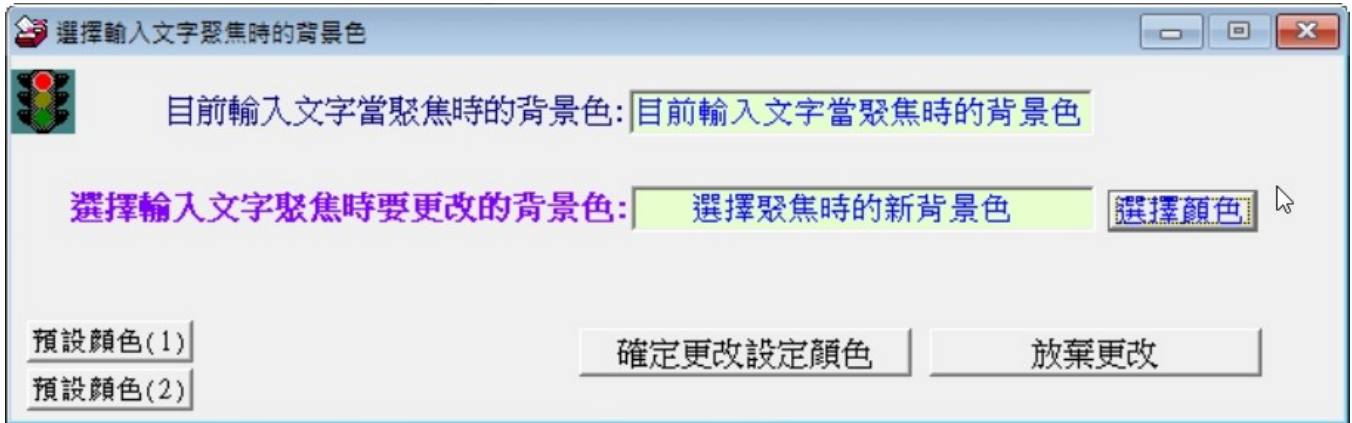 選擇輸入文字聚焦時的背景色
目前輸入文字當聚焦時的背景色:目前輸入文字當聚焦時的背景色
選擇輸入文字聚焦時要更改的背景色: 選擇聚焦時的新背景色 選擇顏色
預設顏色(1)
確定更改設定顏色 放棄更改
預設顏色(2)